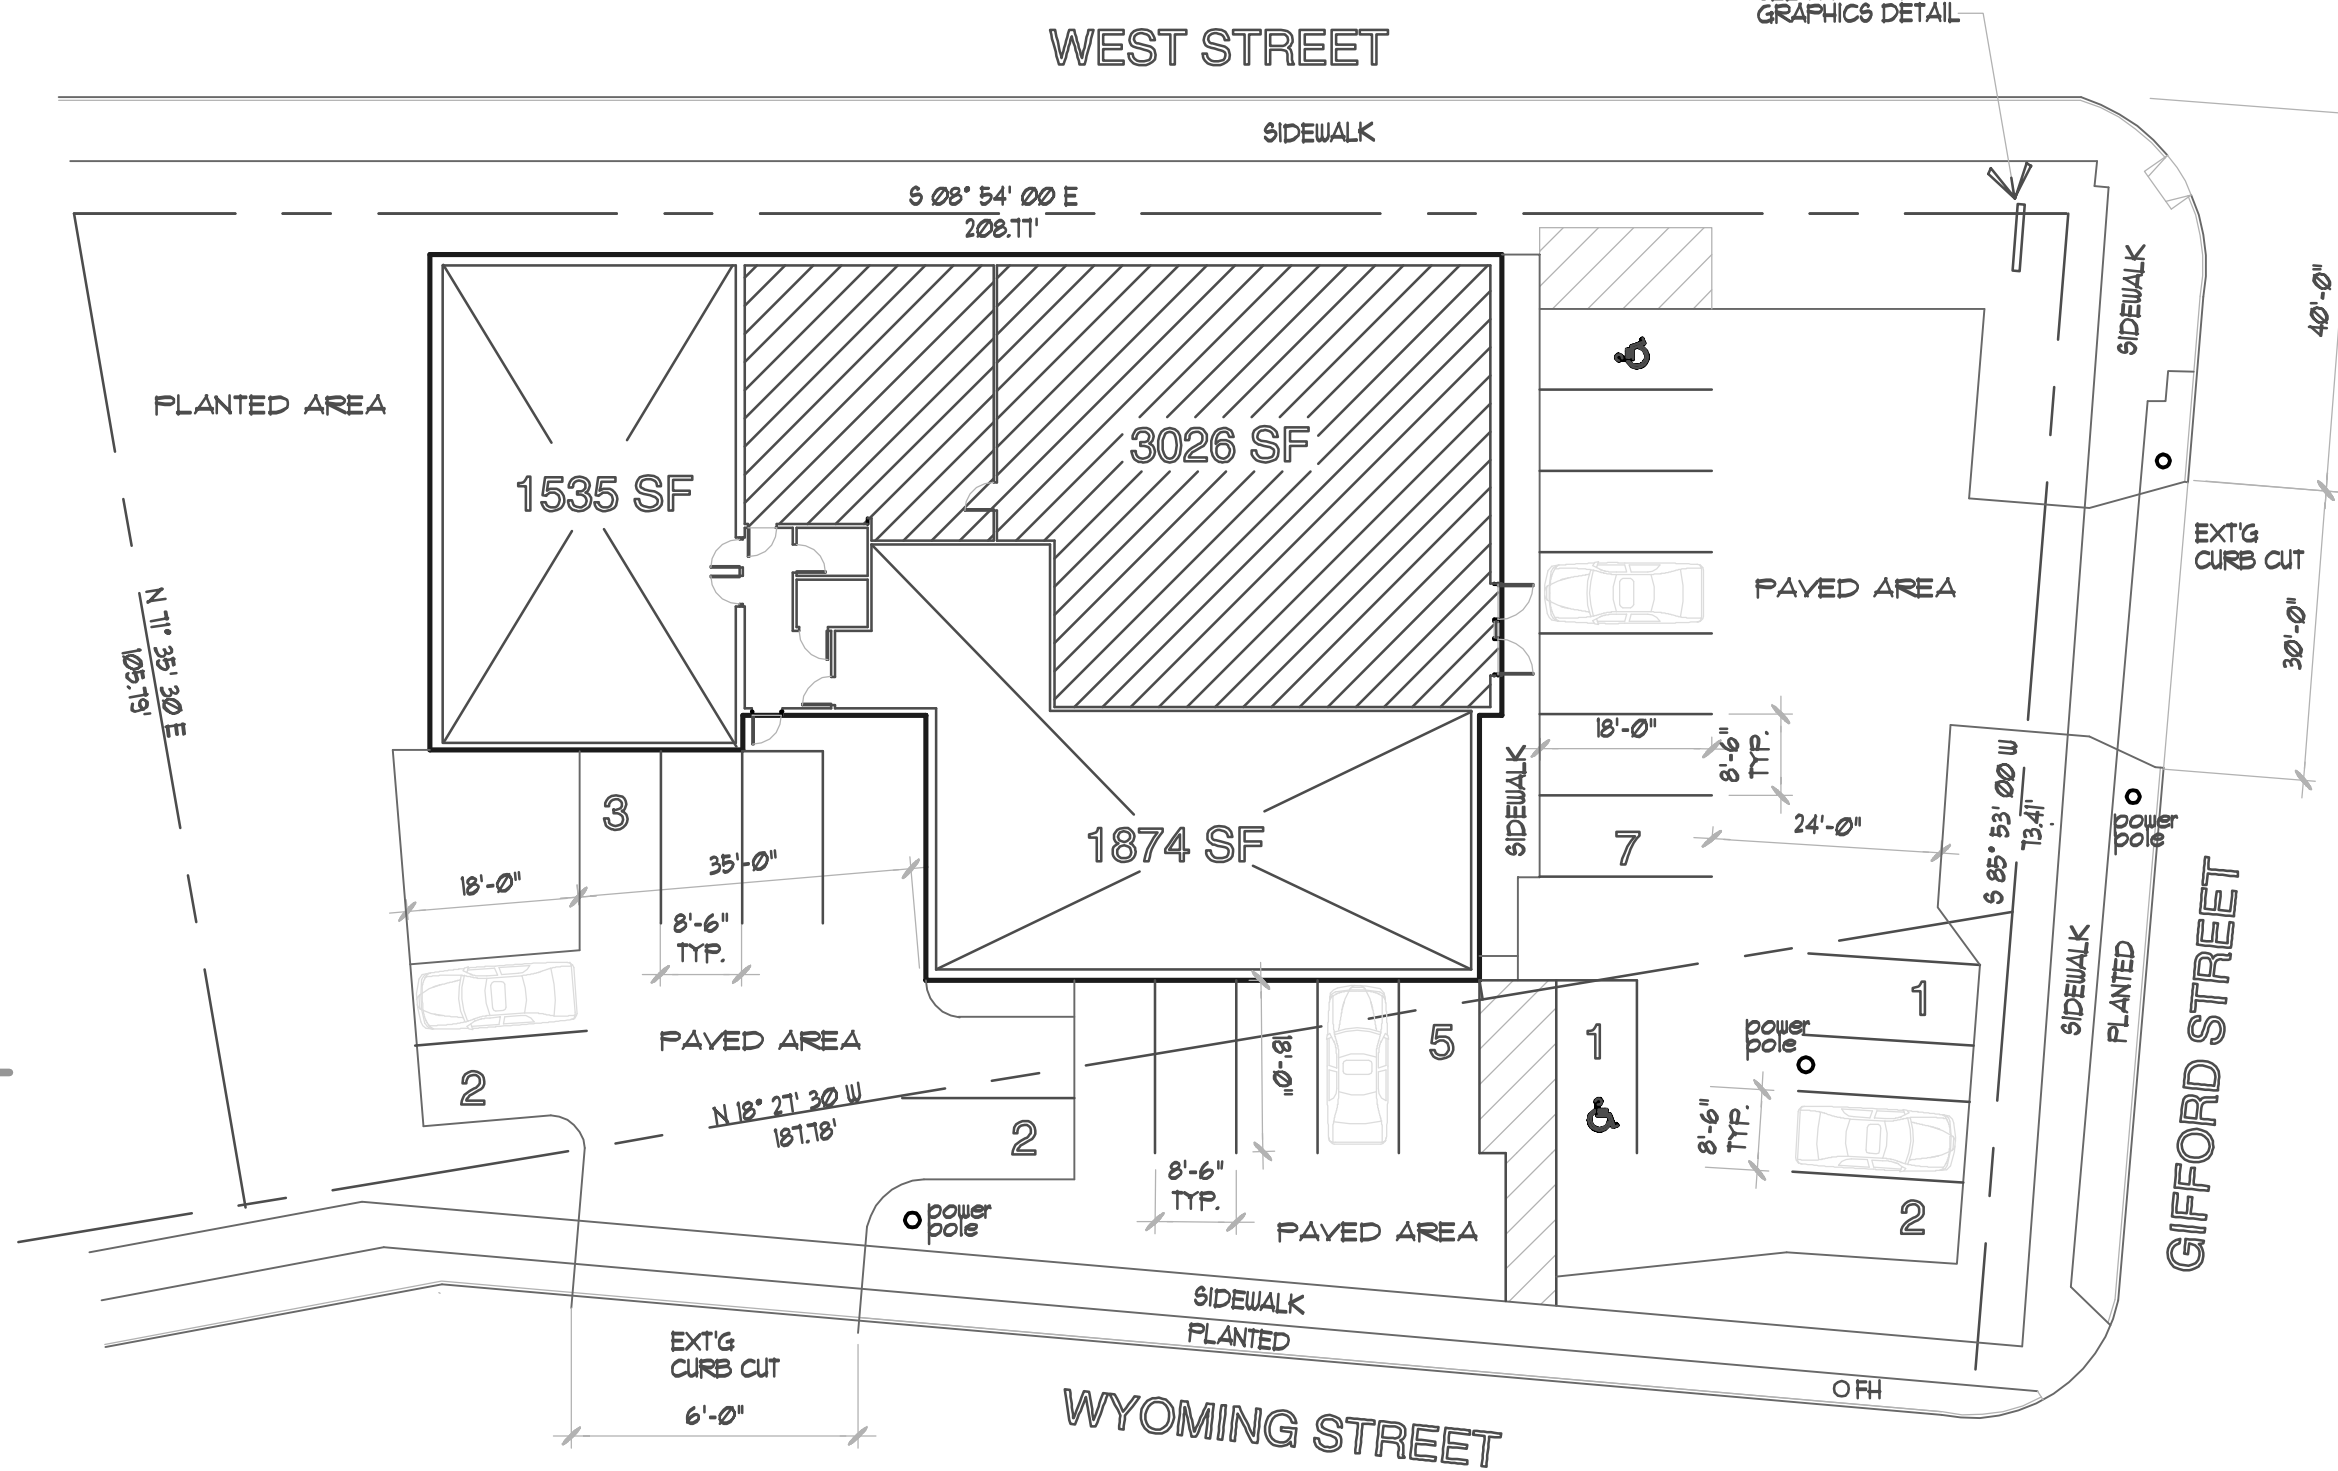 GRAPHICS DETAIL
WEST STREET
SIDEWALK
S 08° 54' 00 E
208.77'
SIDEWALK
40'-0"
PLANTED AREA
3026 SF
1535 SF
EXT'G
CURB CUT
PAVED AREA
30'-0"
N 71° 35' 30 E
105.79'
18'-0"
8'-6"
TYP.
SIDEWALK
S 85° 53' 00 W
73.41'
3
1874 SF
7
24'-0"
power
pole
18'-0"
35'-0"
8'-6"
TYP.
SIDEWALK
PLANTED
GIFFORD STREET
PAVED AREA
5
1
1
power
pole
18'-0"
2
N 18° 27' 30 W
187.78'
2
8'-6"
TYP.
8'-6"
TYP.
2
power
pole
PAVED AREA
SIDEWALK
PLANTED
EXT'G
CURB CUT
6'-0"
FH
WYOMING STREET